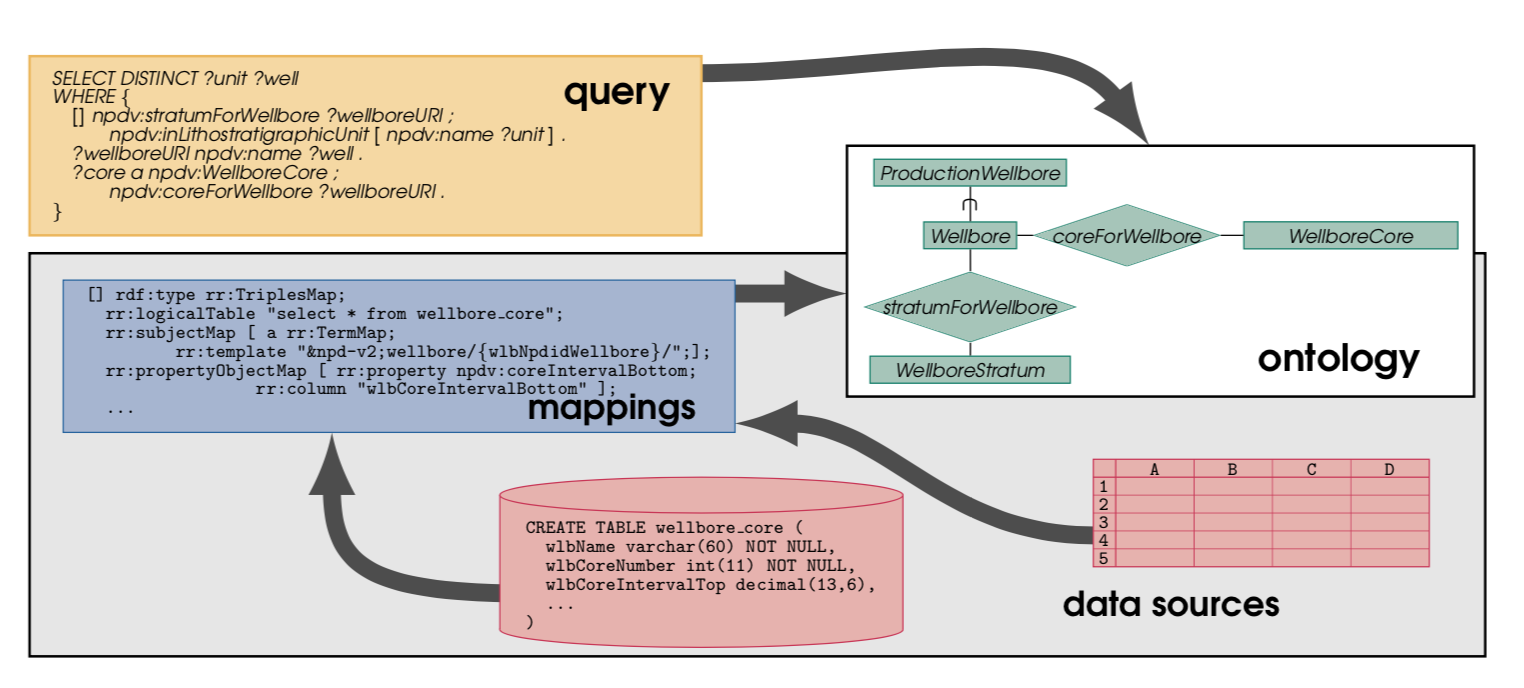 SELECT DISTINCT ?unit ?well
WHERE {
[] npdv:stratumForWellbore ?wellboreURI ;
npdv:inLithostratigraphicUnit [ npdv:name ?unit ] .
?wellboreURI npdv:name ?well .
?core a npdv:WellboreCore ;
npdv:coreForWellbore ?wellboreURI .
}
query
ProductionWellbore
∩
Wellbore
coreForWellbore
WellboreCore
stratumForWellbore
WellboreStratum
ontology
[] rdf:type rr:TriplesMap;
rr:logicalTable "select * from wellbore_core";
rr:subjectMap [ a rr:TermMap;
rr:template "&npd-v2;wellbore/{wlbNpdidWellbore}/";];
rr:propertyObjectMap [ rr:property npdv:coreIntervalBottom;
rr:column "wlbCoreIntervalBottom" ];
...
mappings
CREATE TABLE wellbore_core (
wlbName varchar(60) NOT NULL,
wlbCoreNumber int(11) NOT NULL,
wlbCoreIntervalTop decimal(13,6),
...
)
A B C D
1
2
3
4
5
data sources